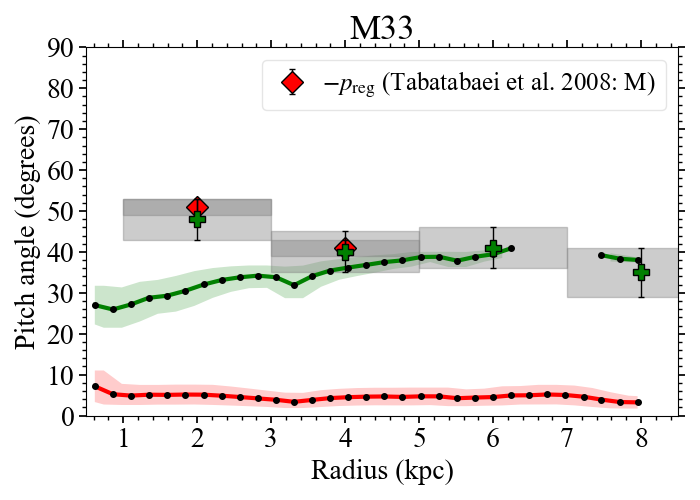 M33
−p_reg (Tabatabaei et al. 2008: M)
Pitch angle (degrees)
90
80
70
60
50
40
30
20
10
0
1 2 3 4 5 6 7 8
Radius (kpc)